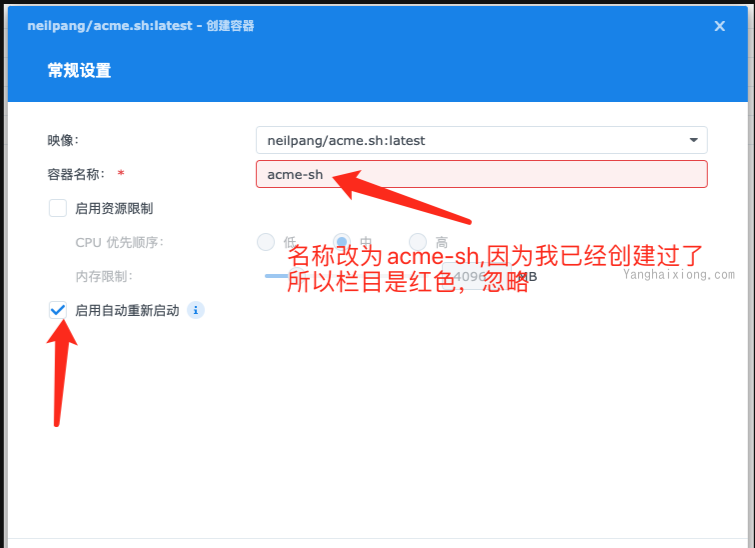 neilpang/acme.sh:latest - 创建容器
X
常规设置
映像：
neilpang/acme.sh:latest
容器名称： *
acme-sh
启用资源限制
CPU 优先顺序：
低
中
高
名称改为acme-sh,因为我已经创建过了
内存限制：
4096
MB
所以栏目是红色，忽略
Yanghaixiong.com
启用自动重新启动
i